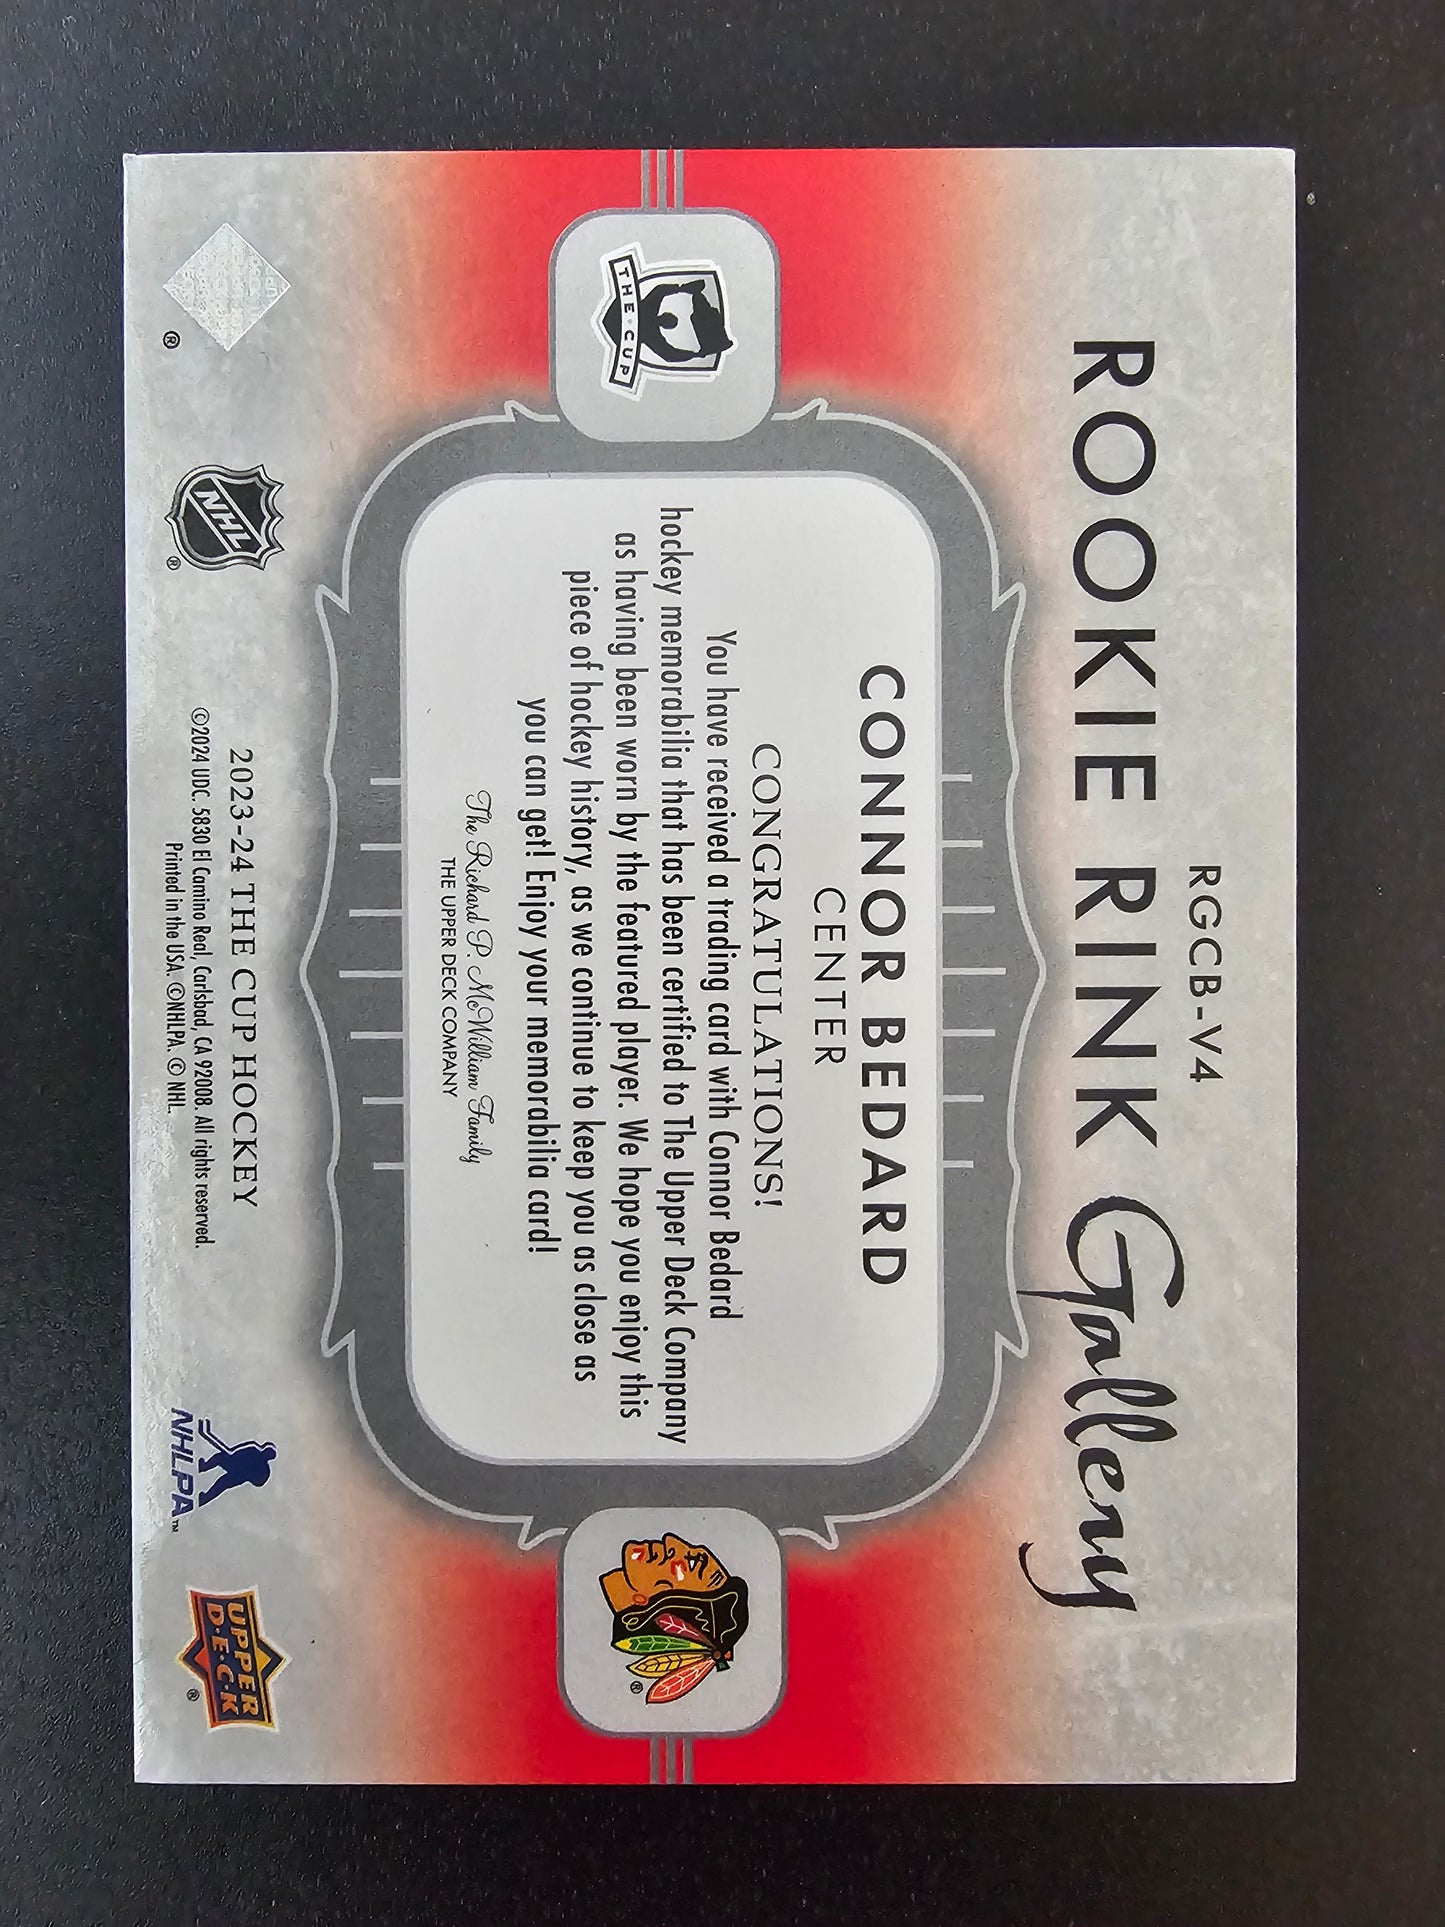 RGCB-V4
ROOKIE RINK Gallery
THE CUP
CONNOR BEDARD
CENTER
CONGRATULATIONS!
You have received a trading card with Connor Bedard
hockey memorabilia that has been certified to The Upper Deck Company
as having been worn by the featured player. We hope you enjoy this
piece of hockey history, as we continue to keep you as close as
you can get! Enjoy your memorabilia card!
The Richard P. McWilliam Family
THE UPPER DECK COMPANY
®
®
NHL
®
2023-24 THE CUP HOCKEY
©2024 UDC. 5830 El Camino Real, Carlsbad, CA 92008. All rights reserved.
Printed in the USA. ©NHLPA. © NHL.
NHLPA™
UPPER
D·E·C·K
®